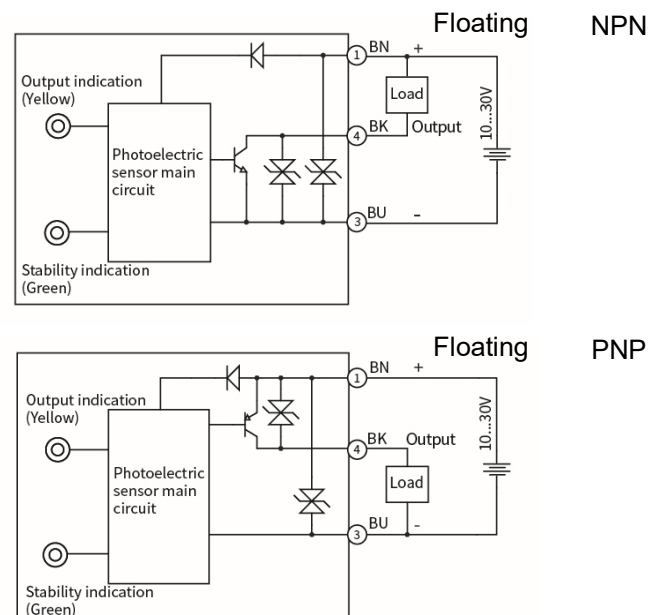 Floating NPN
1 BN +
Output indication
(Yellow)
Load
10...30V
4 BK Output
Photoelectric
sensor main
circuit
3 BU -
Stability indication
(Green)
Floating PNP
1 BN +
Output indication
(Yellow)
10...30V
4 BK Output
Photoelectric
sensor main
circuit
Load
3 BU -
Stability indication
(Green)